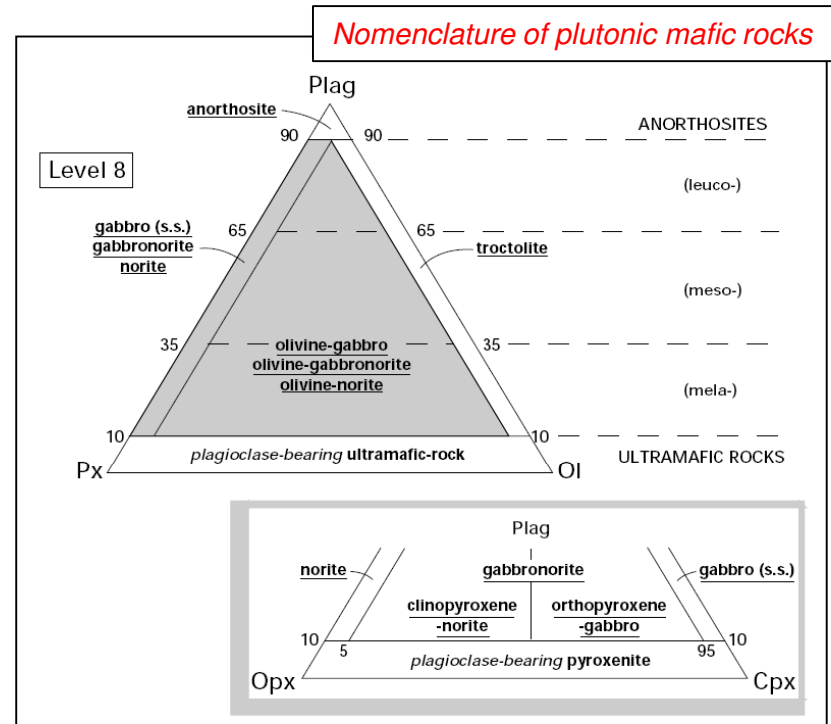 Nomenclature of plutonic mafic rocks
Plag
anorthosite
ANORTHOSITES
90
90
Level 8
(leuco-)
gabbro (s.s.)
gabbronorite
norite
65
65
troctolite
(meso-)
35
35
olivine-gabbro
olivine-gabbronorite
olivine-norite
(mela-)
10
10
plagioclase-bearing ultramafic-rock
Px
Ol
ULTRAMAFIC ROCKS
Plag
norite
gabbronorite
gabbro (s.s.)
clinopyroxene
-norite
orthopyroxene
-gabbro
10
5
95
10
plagioclase-bearing pyroxenite
Opx
Cpx